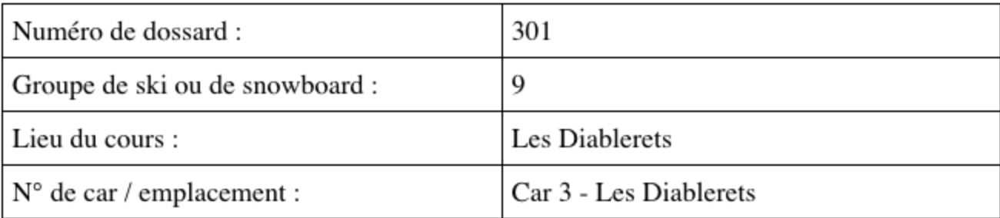 Numéro de dossard : 301
Groupe de ski ou de snowboard : 9
Lieu du cours : Les Diablerets
N° de car / emplacement : Car 3 - Les Diablerets